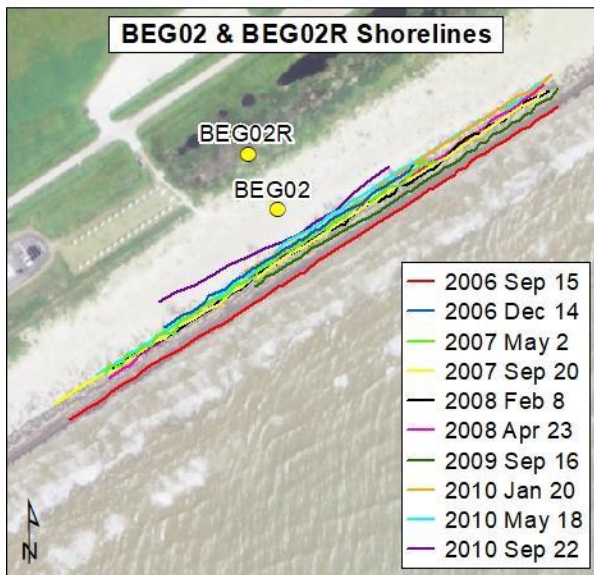 BEG02 & BEG02R Shorelines
BEG02R
BEG02
2006 Sep 15
2006 Dec 14
2007 May 2
2007 Sep 20
2008 Feb 8
2008 Apr 23
2009 Sep 16
2010 Jan 20
2010 May 18
2010 Sep 22
N